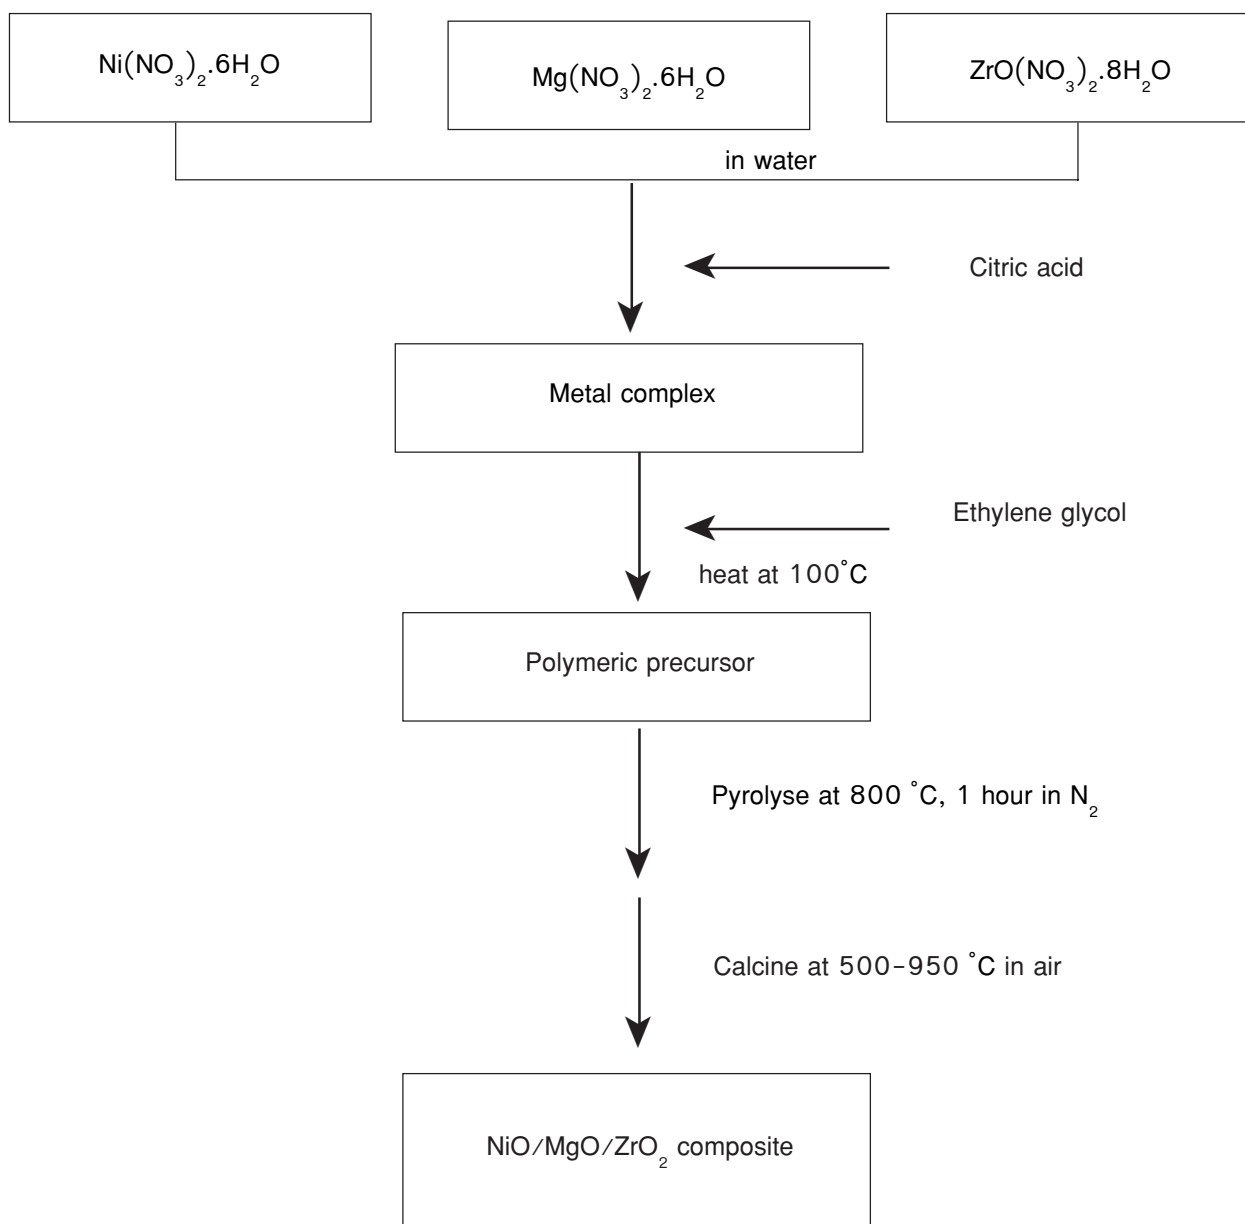 Ni(NO3)2.6H2O
Mg(NO3)2.6H2O
ZrO(NO3)2.8H2O
in water
Citric acid
Metal complex
Ethylene glycol
heat at 100˚C
Polymeric precursor
Pyrolyse at 800 ˚C, 1 hour in N2
Calcine at 500-950 ˚C in air
NiO/MgO/ZrO2 composite